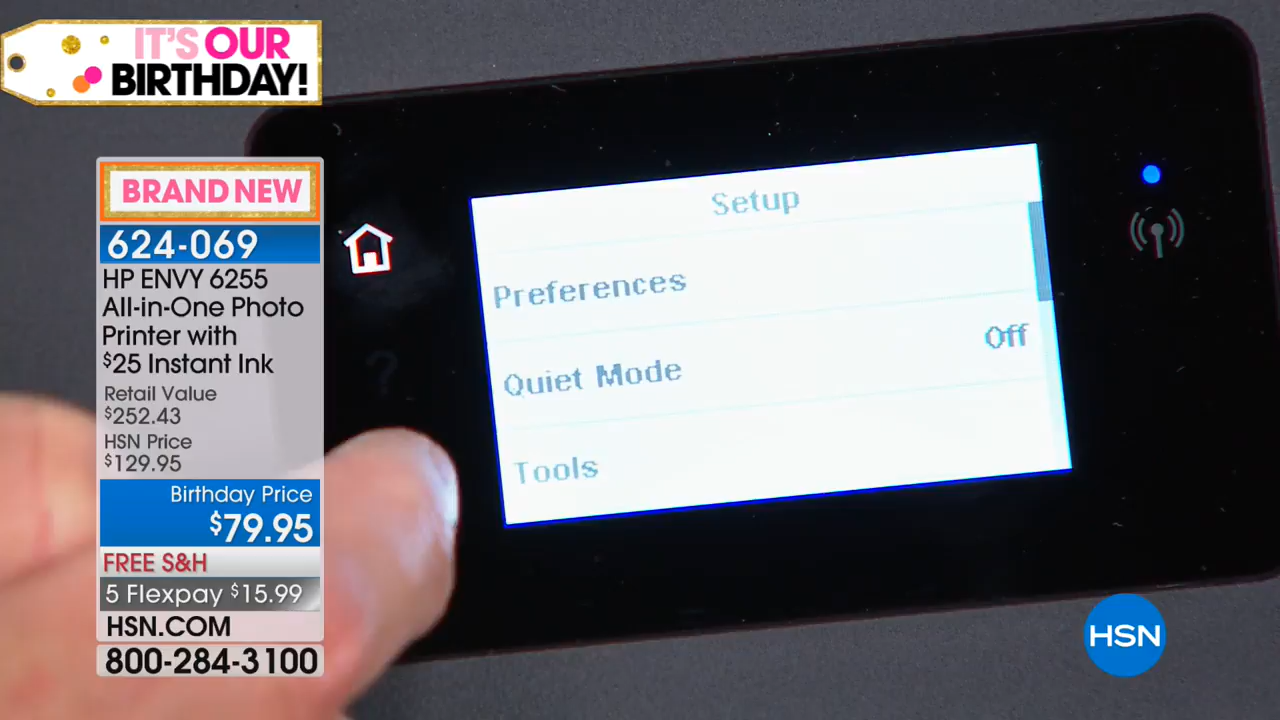 IT'S OUR
BIRTHDAY!
BRAND NEW
624-069
HP ENVY 6255
All-in-One Photo
Printer with
$25 Instant Ink
Retail Value
$252.43
HSN Price
$129.95
Birthday Price
$79.95
FREE S&H
5 Flexpay $15.99
HSN.COM
800-284-3100
Setup
Preferences
Quiet Mode Off
Tools
?
HSN